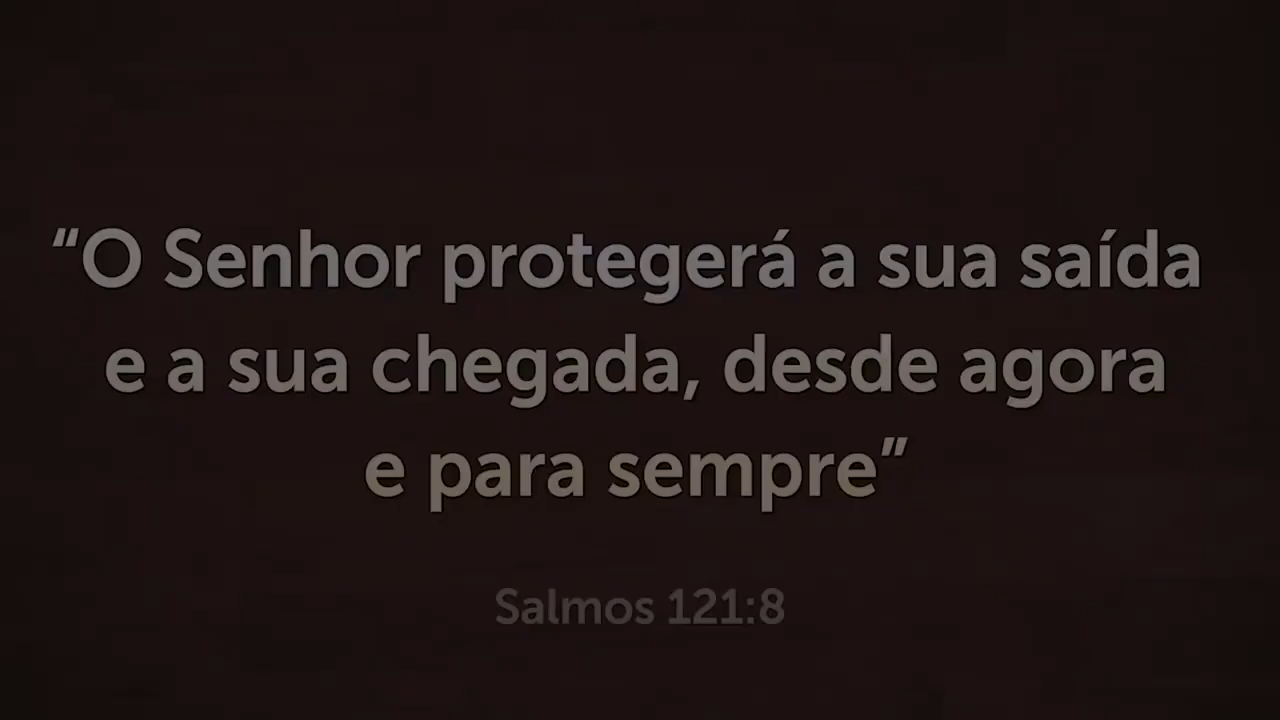 “O Senhor protegerá a sua saída
e a sua chegada, desde agora
e para sempre”
Salmos 121:8